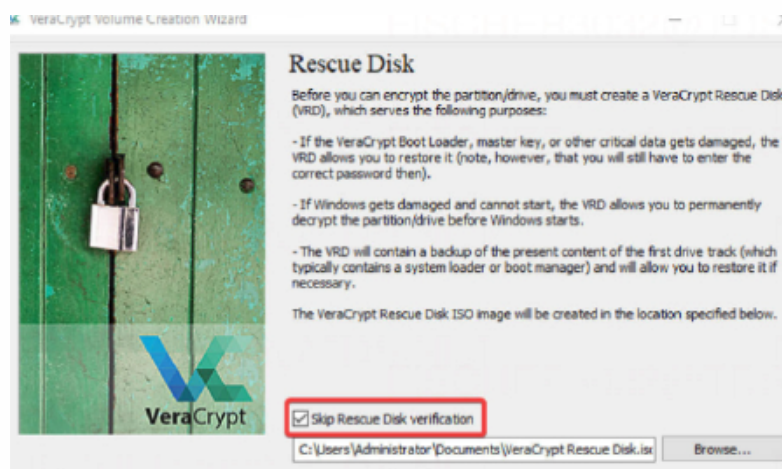 VeraCrypt Volume Creation Wizard
Rescue Disk
Before you can encrypt the partition/drive, you must create a VeraCrypt Rescue Disk
(VRD), which serves the following purposes:
- If the VeraCrypt Boot Loader, master key, or other critical data gets damaged, the
VRD allows you to restore it (note, however, that you will still have to enter the
correct password then).
- If Windows gets damaged and cannot start, the VRD allows you to permanently
decrypt the partition/drive before Windows starts.
- The VRD will contain a backup of the present content of the first drive track (which
typically contains a system loader or boot manager) and will allow you to restore it if
necessary.
The VeraCrypt Rescue Disk ISO image will be created in the location specified below.
VeraCrypt
Skip Rescue Disk verification
C:\Users\Administrator\Documents\VeraCrypt Rescue Disk.iso
Browse...